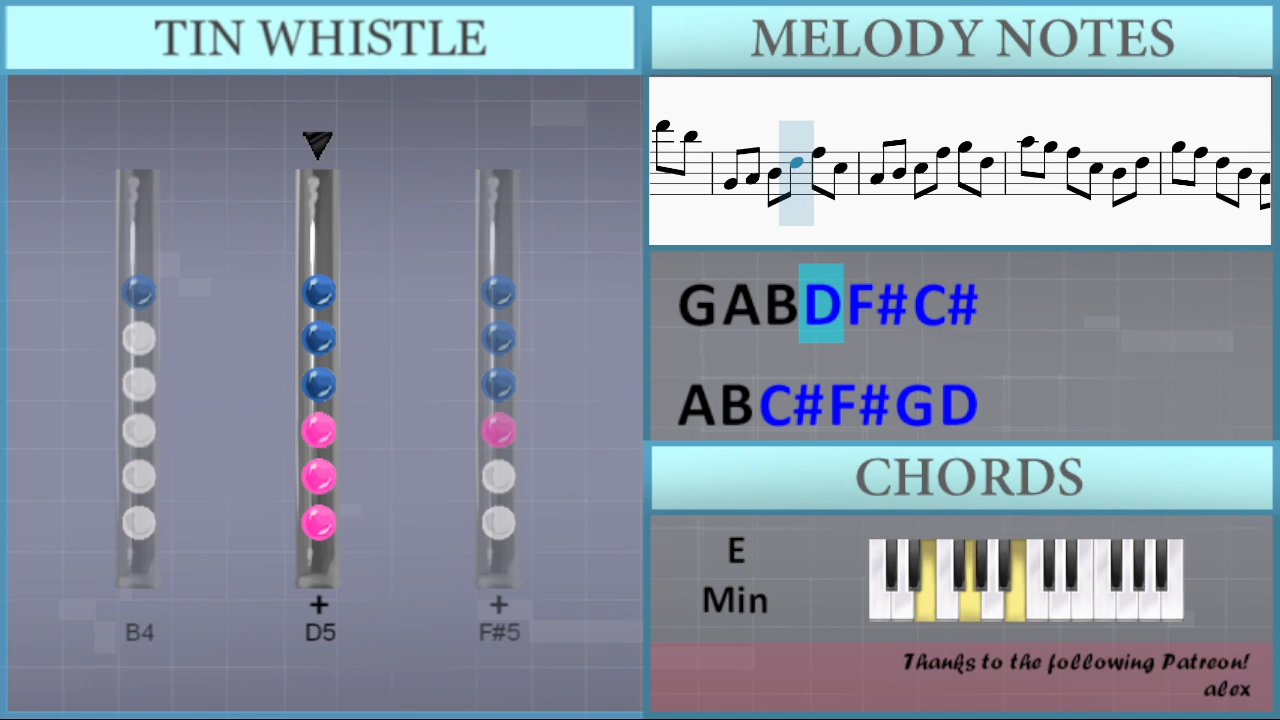 TIN WHISTLE
+
+
B4
D5
F#5
MELODY NOTES
GABDF#C#
ABC#F#GD
CHORDS
E
Min
Thanks to the following Patreon!
alex